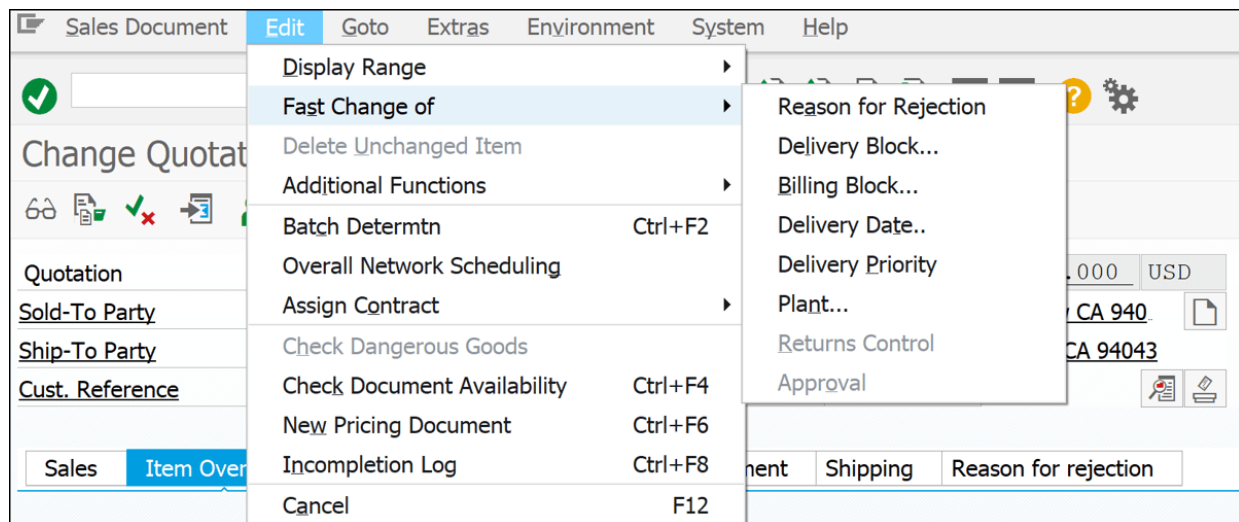 Sales Document Edit Goto Extras Environment System Help
Display Range
Fast Change of
Delete Unchanged Item
Additional Functions
Batch Determtn Ctrl+F2
Overall Network Scheduling
Assign Contract
Check Dangerous Goods
Check Document Availability Ctrl+F4
New Pricing Document Ctrl+F6
Incompletion Log Ctrl+F8
Cancel F12
Reason for Rejection
Delivery Block...
Billing Block...
Delivery Date..
Delivery Priority
Plant...
Returns Control
Approval
?
Change Quotat
Quotation .000 USD
Sold-To Party CA 940
Ship-To Party CA 94043
Cust. Reference
Sales Item Over ment Shipping Reason for rejection